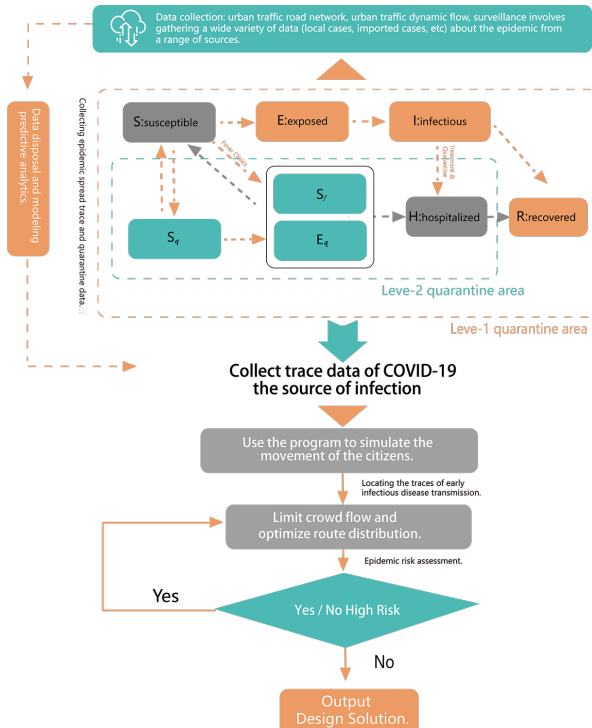 Data collection: urban traffic road network, urban traffic dynamic flow, surveillance involves
gathering a wide variety of data (local cases, imported cases, etc) about the epidemic from
a range of sources.
Data disposal and modeling
predictive analytics.
Collecting epidemic spread trace and quarantine data...
S:susceptible
E:exposed
I:infectious
Fever Clinics
Treatment &
Quarantine
Sf
Eq
Sq
H:hospitalized
R:recovered
Leve-2 quarantine area
Leve-1 quarantine area
Collect trace data of COVID-19
the source of infection
Use the program to simulate the
movement of the citizens.
Locating the traces of early
infectious disease transmission.
Limit crowd flow and
optimize route distribution.
Epidemic risk assessment.
Yes
Yes / No High Risk
No
Output
Design Solution.